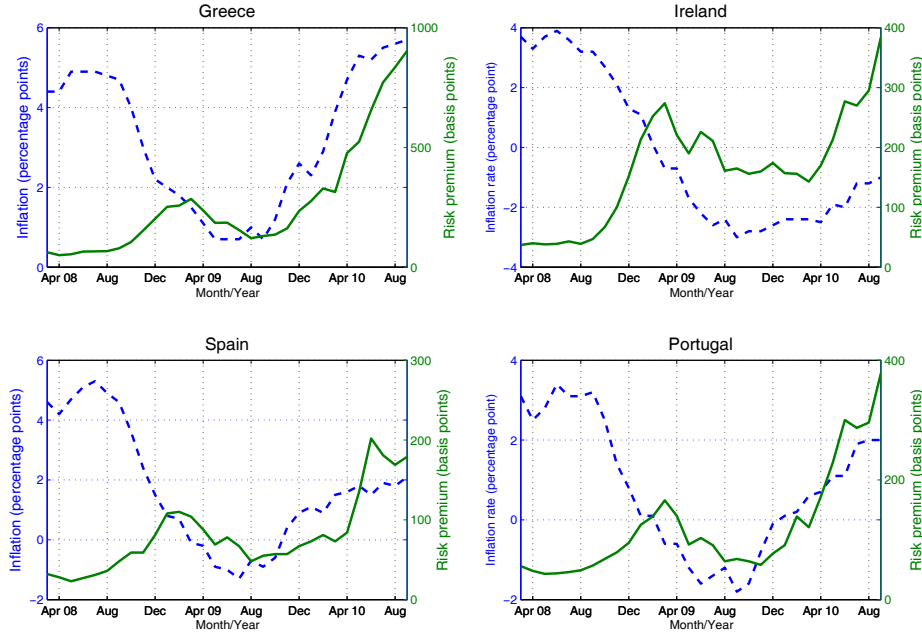 Greece
Inflation (percentage points)
6
4
2
0
1000
500
0
Risk premium (basis points)
Apr 08 Aug Dec Apr 09 Aug Dec Apr 10 Aug
Month/Year
Ireland
Inflation rate (percentage point)
4
2
0
−2
−4
400
300
200
100
0
Risk premium (basis points)
Apr 08 Aug Dec Apr 09 Aug Dec Apr 10 Aug
Month/Year
Spain
Inflation (percentage points)
6
4
2
0
−2
300
200
100
0
Risk premium (basis points)
Apr 08 Aug Dec Apr 09 Aug Dec Apr 10 Aug
Month/Year
Portugal
Inflation rate (percentage point)
4
2
0
−2
400
200
0
Risk premium (basis points)
Apr 08 Aug Dec Apr 09 Aug Dec Apr 10 Aug
Month/Year